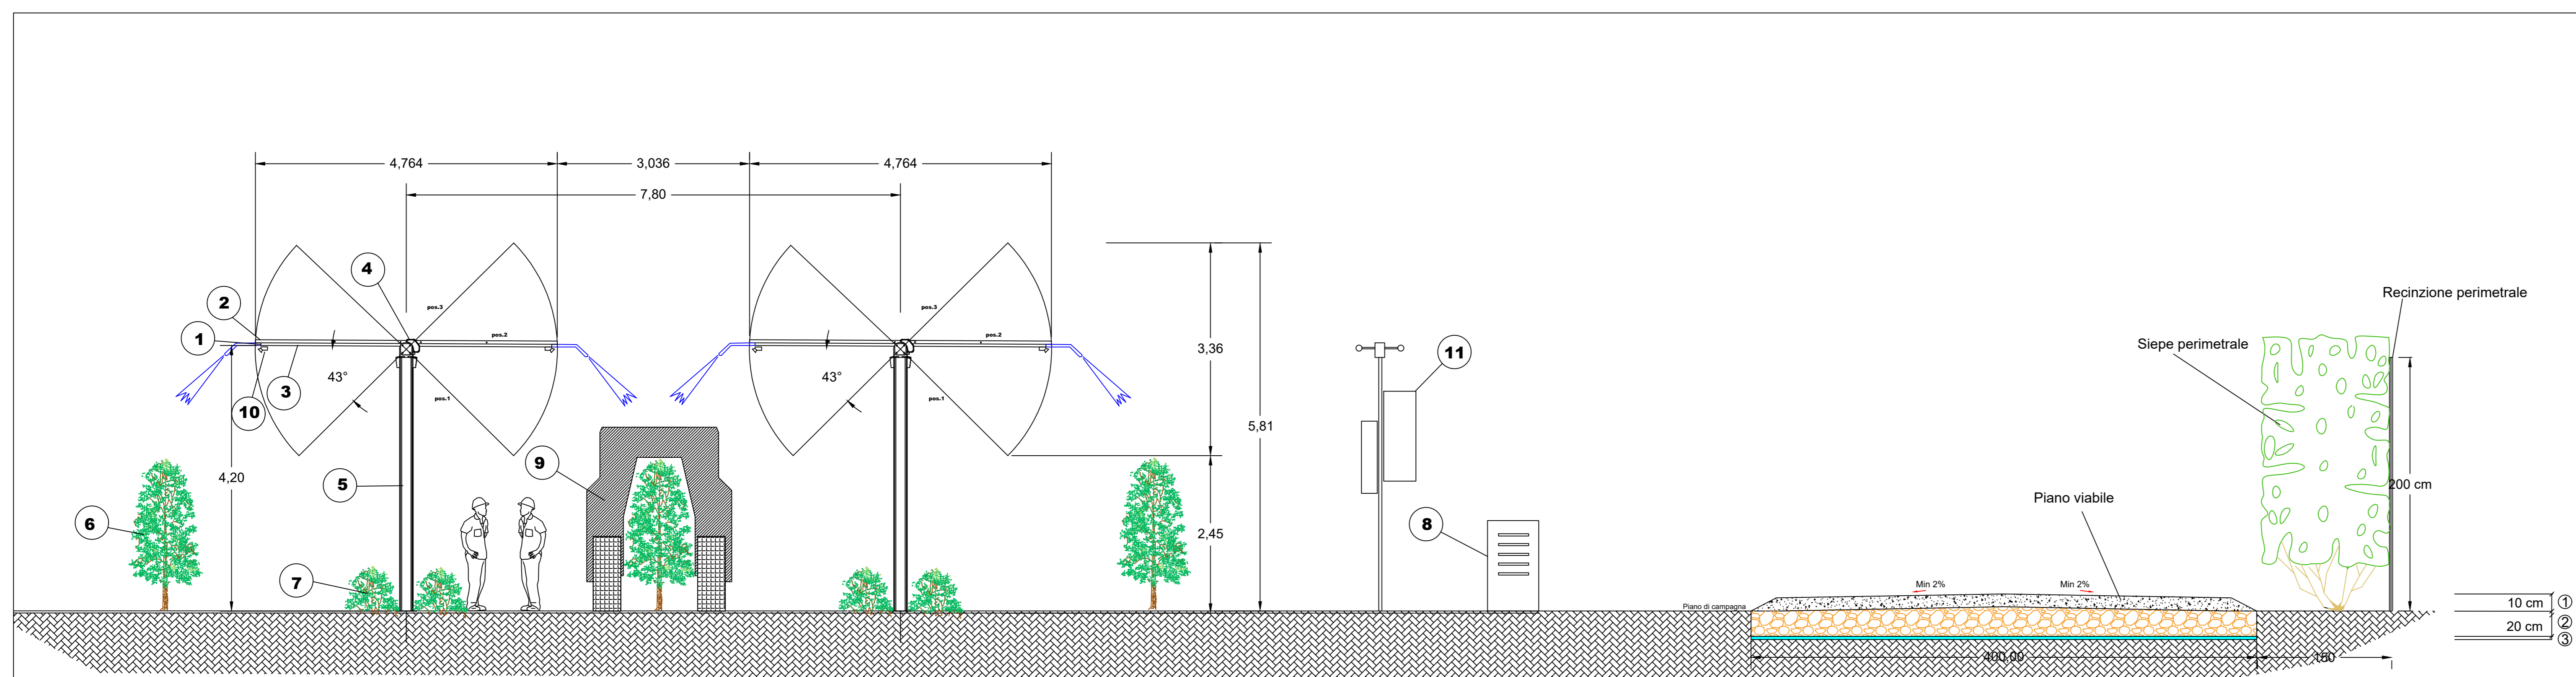 4,764
3,036
4,764
7,80
4
pos.3
pos.3
2
pos.2
pos.2
1
3
10
43°
43°
pos.1
pos.1
4,20
5
6
7
9
3,36
5,81
2,45
11
8
Recinzione perimetrale
Siepe perimetrale
200 cm
Piano viabile
Min 2%
Min 2%
Piano di campagna
10 cm
1
2
20 cm
3
400,00
150